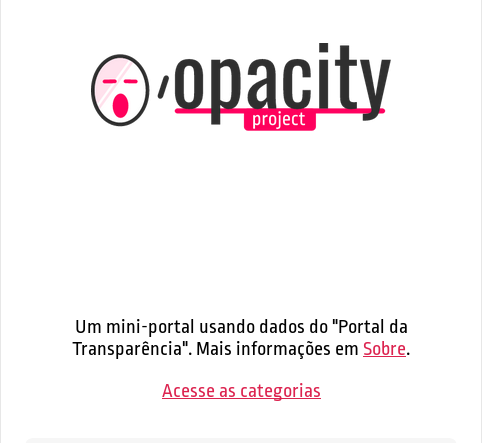 opacity
project
Um mini-portal usando dados do "Portal da
Transparência". Mais informações em Sobre.
Acesse as categorias